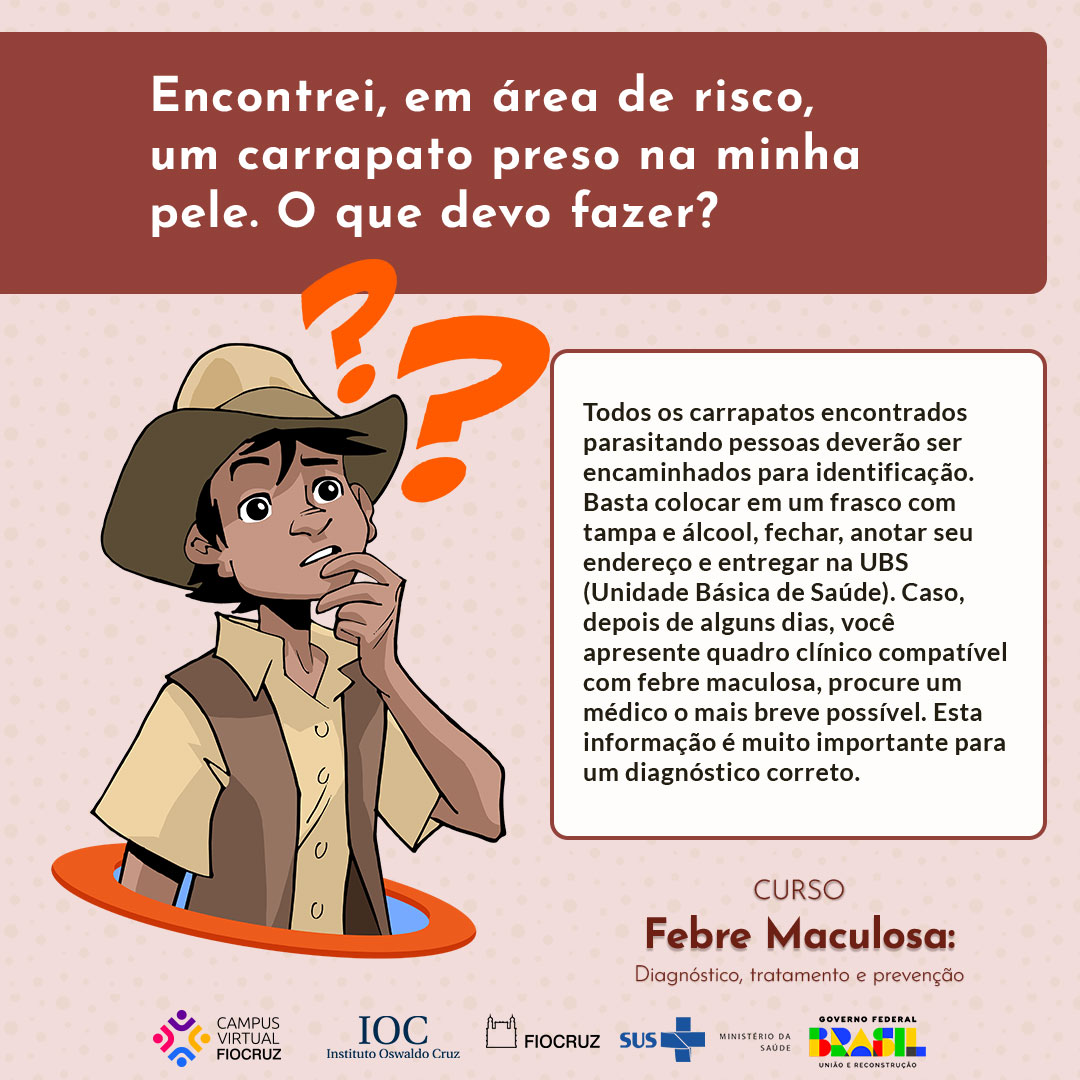 Encontrei, em área de risco,
um carrapato preso na minha
pele. O que devo fazer?
??
Todos os carrapatos encontrados
parasitando pessoas deverão ser
encaminhados para identificação.
Basta colocar em um frasco com
tampa e álcool, fechar, anotar seu
endereço e entregar na UBS
(Unidade Básica de Saúde). Caso,
depois de alguns dias, você
apresente quadro clínico compatível
com febre maculosa, procure um
médico o mais breve possível. Esta
informação é muito importante para
um diagnóstico correto.
CURSO
Febre Maculosa:
Diagnóstico, tratamento e prevenção
CAMPUS
VIRTUAL
FIOCRUZ
IOC
Instituto Oswaldo Cruz
FIOCRUZ
SUS
MINISTÉRIO DA
SAÚDE
GOVERNO FEDERAL
BRASIL
UNIÃO E RECONSTRUÇÃO